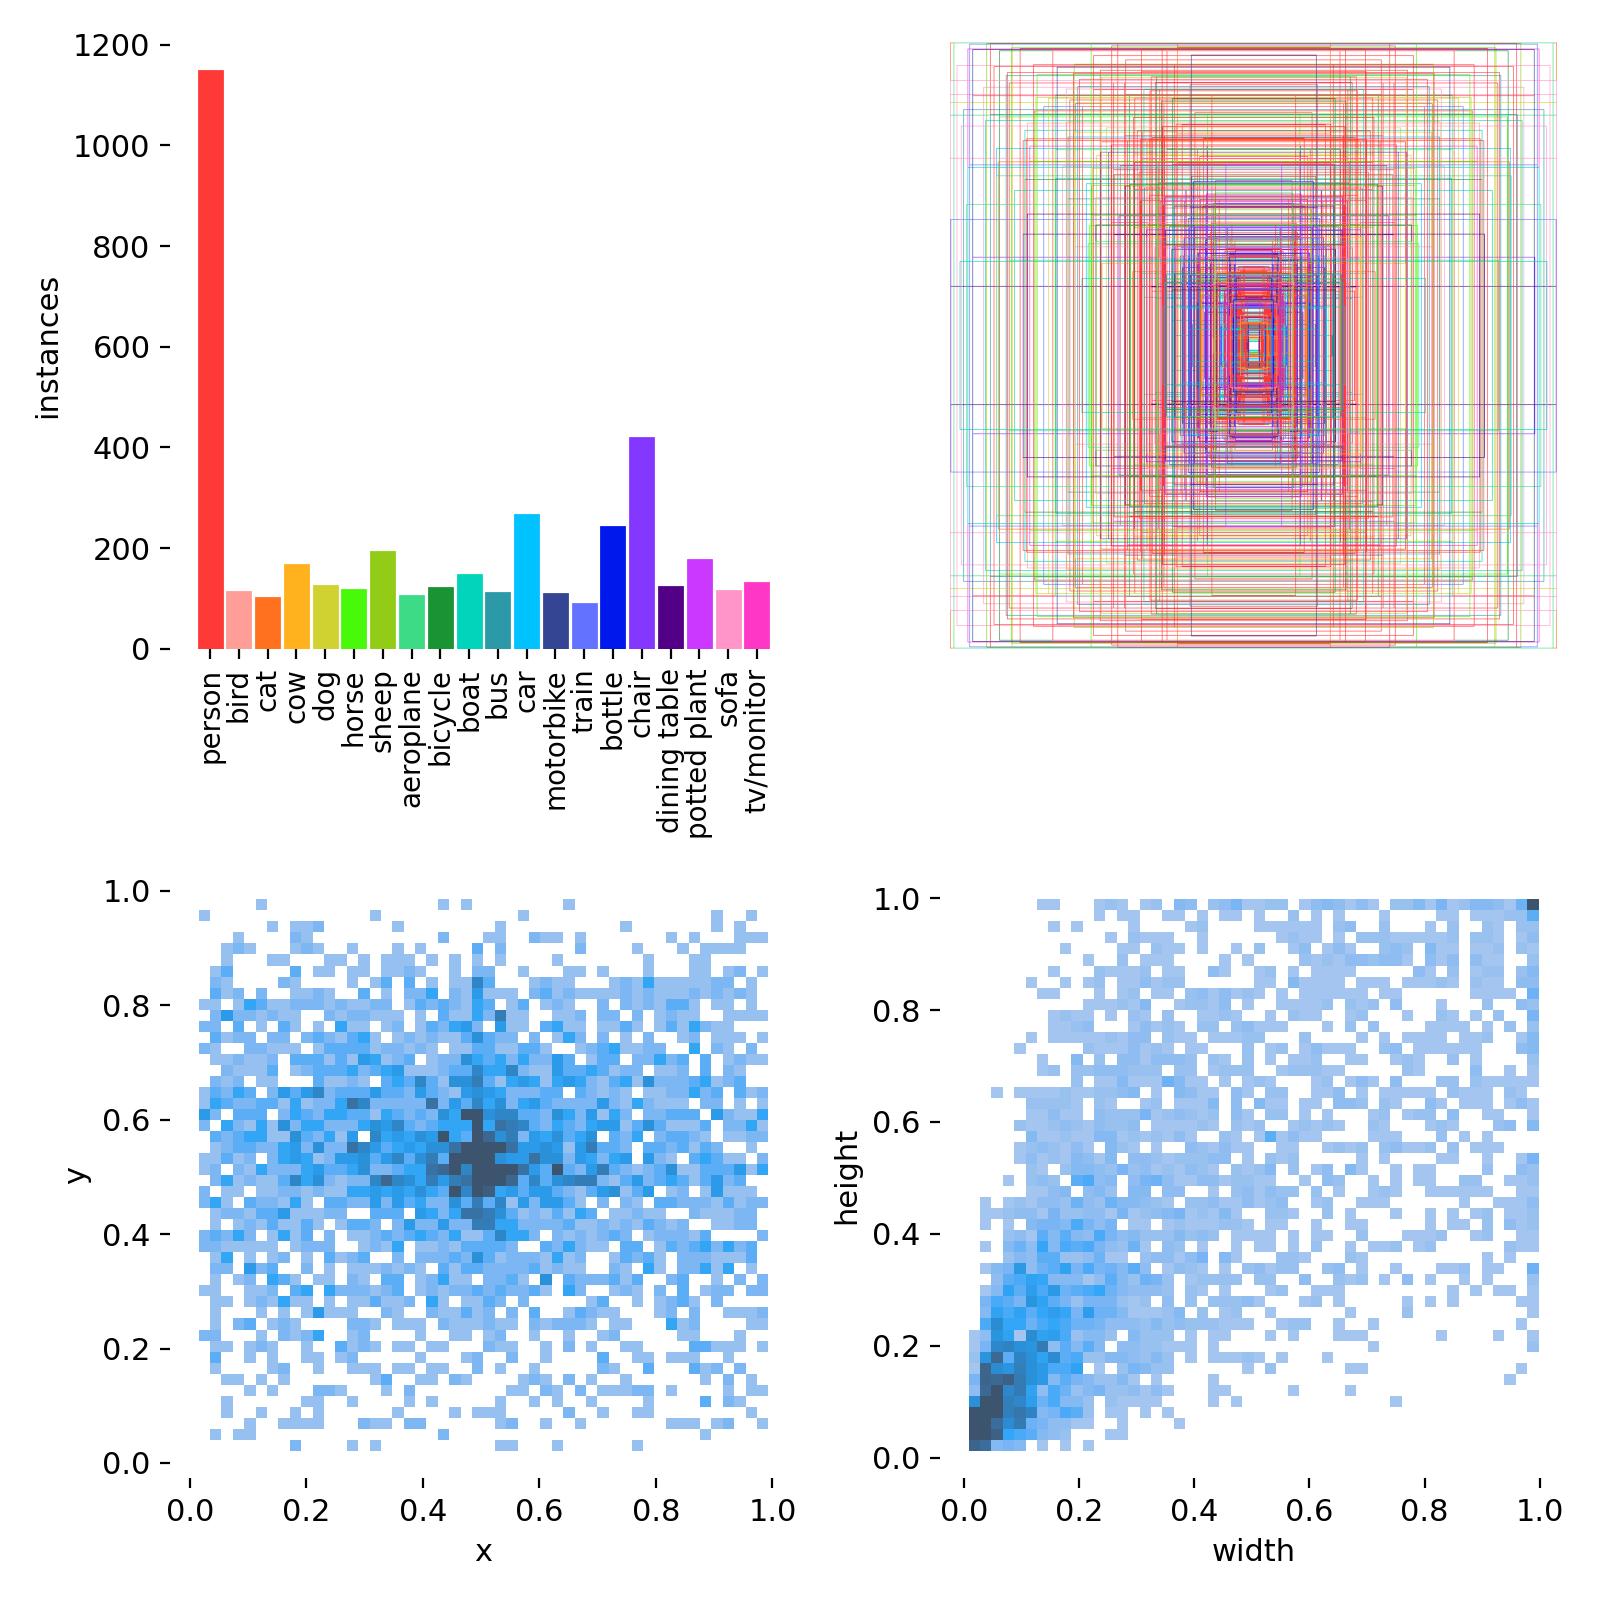 1200
1000
800
600
400
200
0
instances
person
bird
cat
cow
dog
horse
sheep
aeroplane
bicycle
boat
bus
car
motorbike
train
bottle
chair
dining table
potted plant
sofa
tv/monitor
1.0
0.8
0.6
0.4
0.2
0.0
y
0.0 0.2 0.4 0.6 0.8 1.0
x
1.0
0.8
0.6
0.4
0.2
0.0
height
0.0 0.2 0.4 0.6 0.8 1.0
width